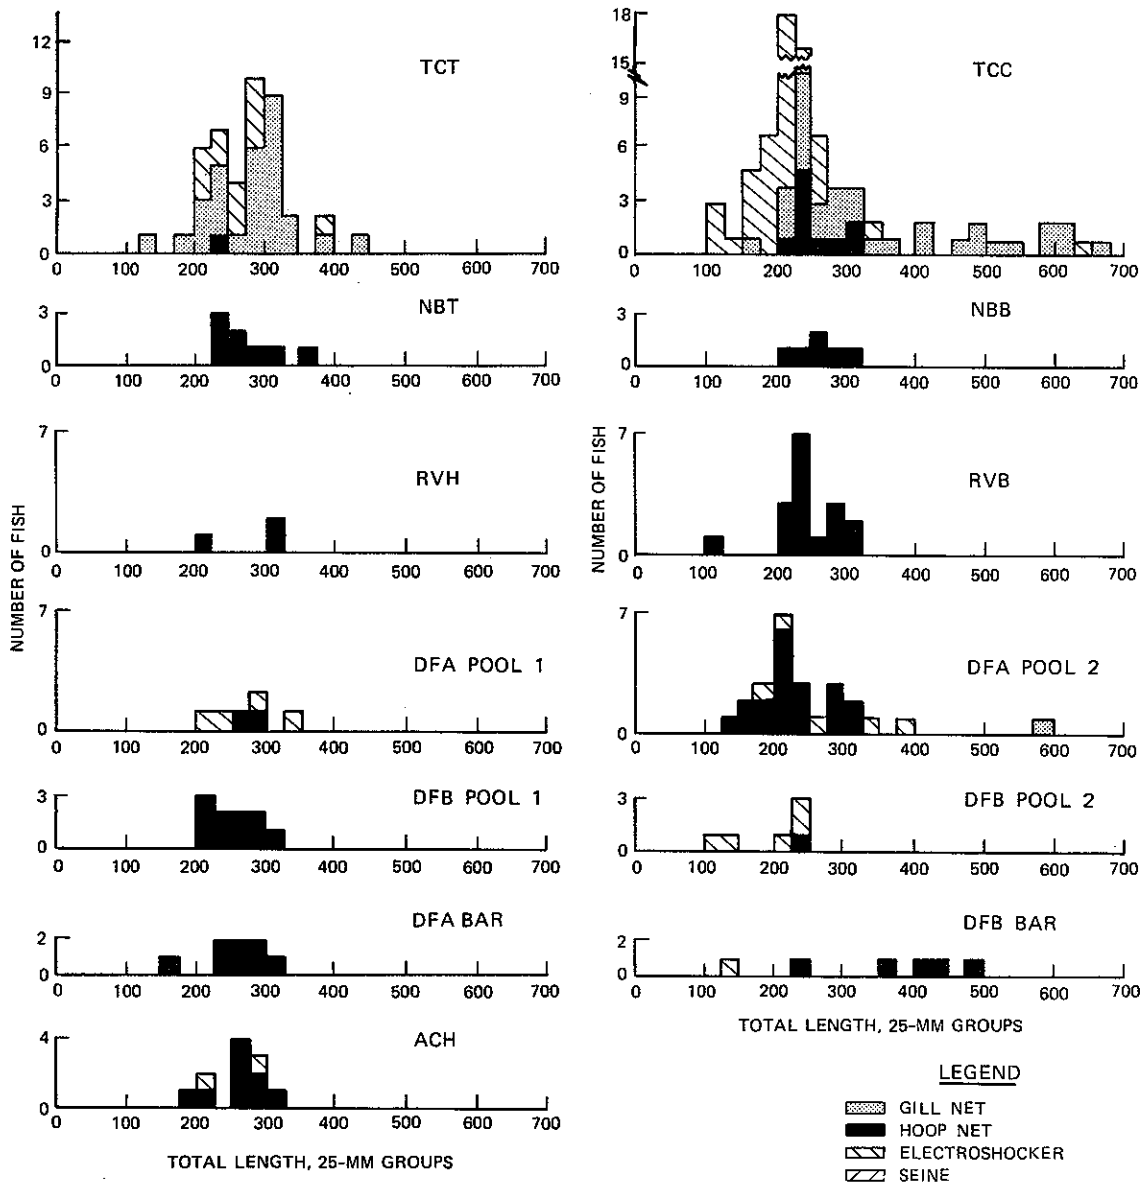 TCT
12
9
6
3
0
0 100 200 300 400 500 600 700
NBT
3
0
0 100 200 300 400 500 600 700
NUMBER OF FISH
RVH
7
0
0 100 200 300 400 500 600 700
DFA POOL 1
7
0
0 100 200 300 400 500 600 700
DFB POOL 1
3
0
0 100 200 300 400 500 600 700
DFA BAR
2
0
0 100 200 300 400 500 600 700
ACH
4
0
0 100 200 300 400 500 600 700
TOTAL LENGTH, 25-MM GROUPS
TCC
18
15
9
6
3
0
0 100 200 300 400 500 600 700
NBB
3
0
0 100 200 300 400 500 600 700
NUMBER OF FISH
RVB
7
0
0 100 200 300 400 500 600 700
DFA POOL 2
7
0
0 100 200 300 400 500 600 700
DFB POOL 2
3
0
0 100 200 300 400 500 600 700
DFB BAR
2
0
0 100 200 300 400 500 600 700
TOTAL LENGTH, 25-MM GROUPS
LEGEND
GILL NET
HOOP NET
ELECTROSHOCKER
SEINE